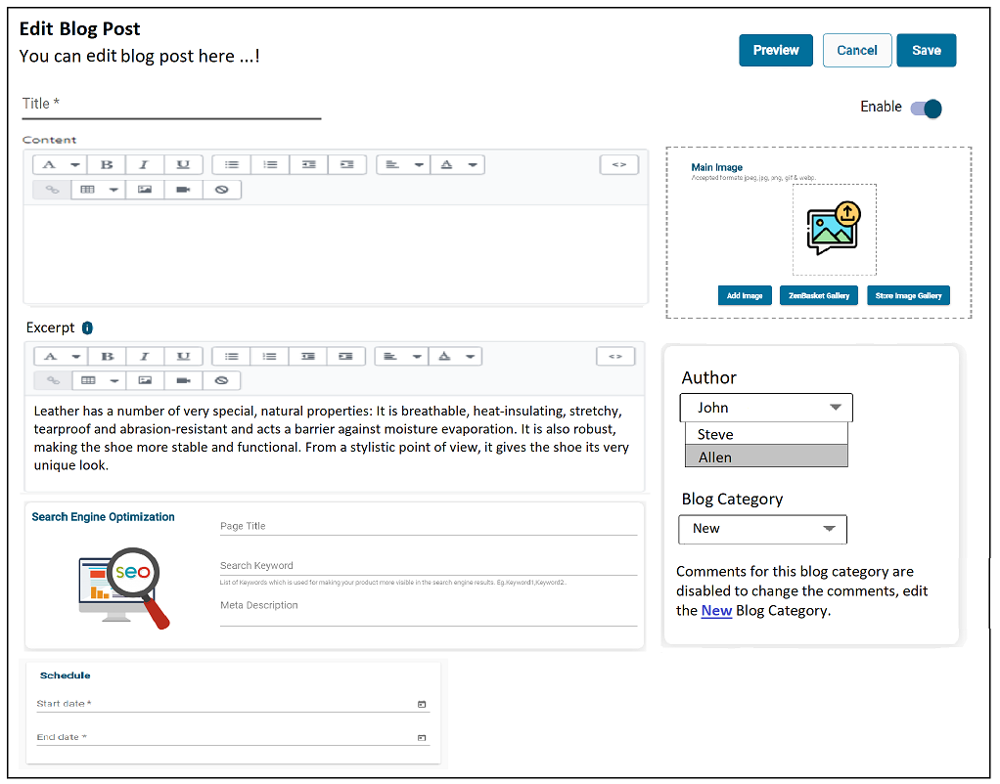 Edit Blog Post
You can edit blog post here ...!
Preview
Cancel
Save
Title *
Enable
Content
A
B
I
U
A
<>
Main Image
Accepted formate jpeg,jpg, png, gif & webp.
Add Image
ZenBasket Gallery
Store Image Gallery
Excerpt i
A
B
I
U
A
<>
Leather has a number of very special, natural properties: It is breathable, heat-insulating, stretchy,
tearproof and abrasion-resistant and acts a barrier against moisture evaporation. It is also robust,
making the shoe more stable and functional. From a stylistic point of view, it gives the shoe its very
unique look.
Author
John
Steve
Allen
Blog Category
New
Comments for this blog category are
disabled to change the comments, edit
the New Blog Category.
Search Engine Optimization
seo
Page Title
Search Keyword
List of Keywords which is used for making your product more visible in the search engine results. Eg.Keyword1,Keyword2..
Meta Description
Schedule
Start date *
End date *